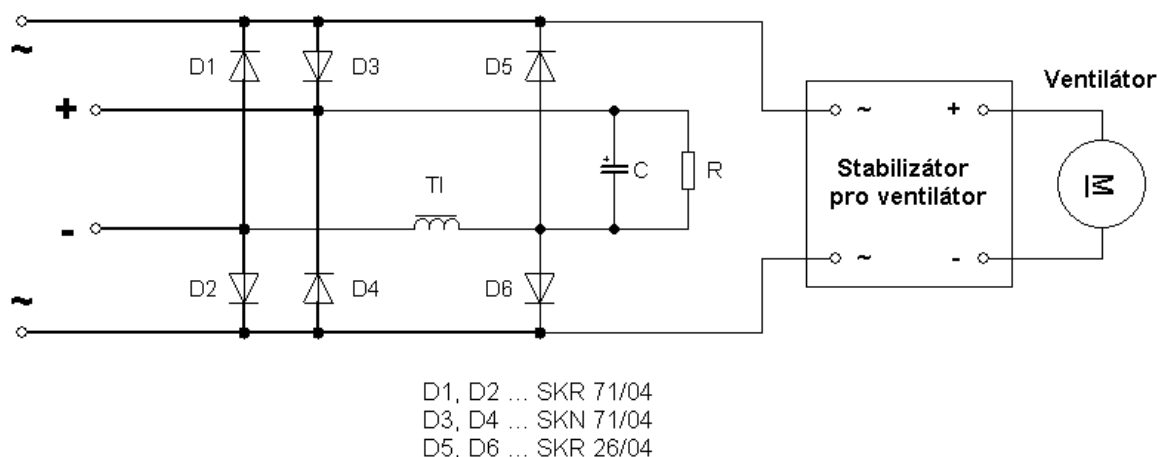 ~
D1
D3
D5
Ventilátor
+
~
+
Stabilizátor
pro ventilátor
M
+
C
R
Tl
-
~
-
D2
D4
D6
~
D1, D2 ... SKR 71/04
D3, D4 ... SKN 71/04
D5, D6 ... SKR 26/04